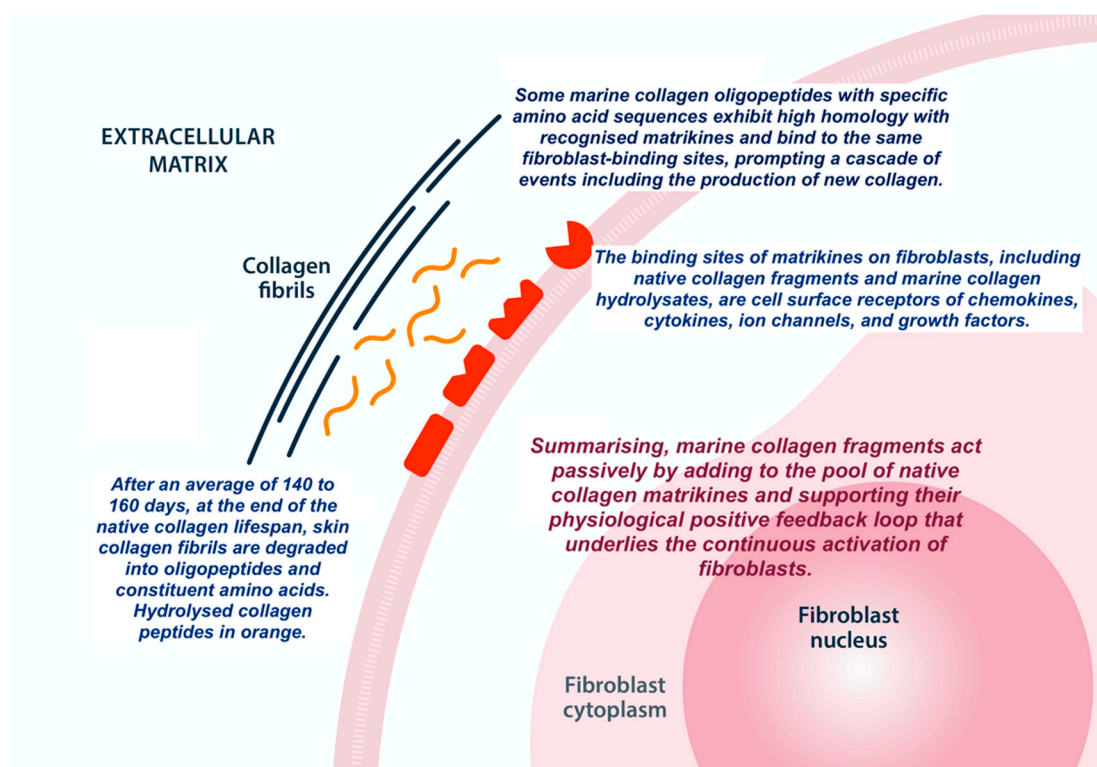 EXTRACELLULAR
MATRIX
Some marine collagen oligopeptides with specific
amino acid sequences exhibit high homology with
recognised matrikines and bind to the same
fibroblast-binding sites, prompting a cascade of
events including the production of new collagen.
Collagen
fibrils
The binding sites of matrikines on fibroblasts, including
native collagen fragments and marine collagen
hydrolysates, are cell surface receptors of chemokines,
cytokines, ion channels, and growth factors.
After an average of 140 to
160 days, at the end of the
native collagen lifespan, skin
collagen fibrils are degraded
into oligopeptides and
constituent amino acids.
Hydrolysed collagen
peptides in orange.
Summarising, marine collagen fragments act
passively by adding to the pool of native
collagen matrikines and supporting their
physiological positive feedback loop that
underlies the continuous activation of
fibroblasts.
Fibroblast
nucleus
Fibroblast
cytoplasm